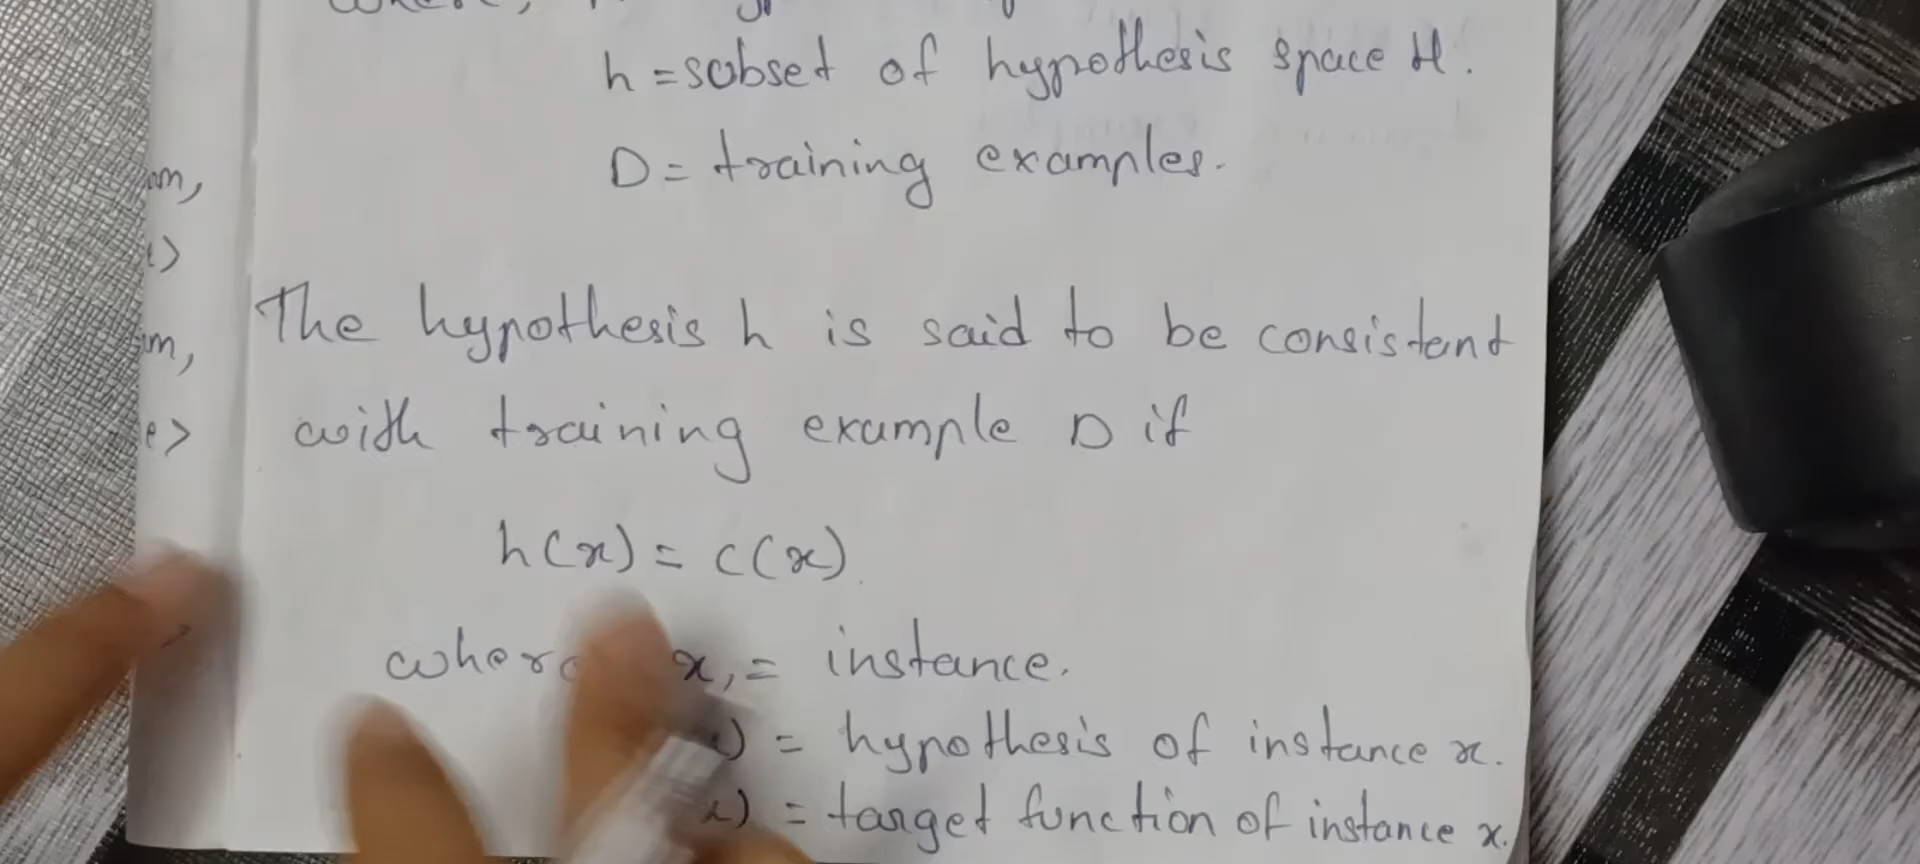 h = subset of hypothesis space H.
D = training examples.
The hypothesis h is said to be consistent
with training example D if
h(x) = c(x).
where x, = instance.
) = hypothesis of instance x.
) = target function of instance x.